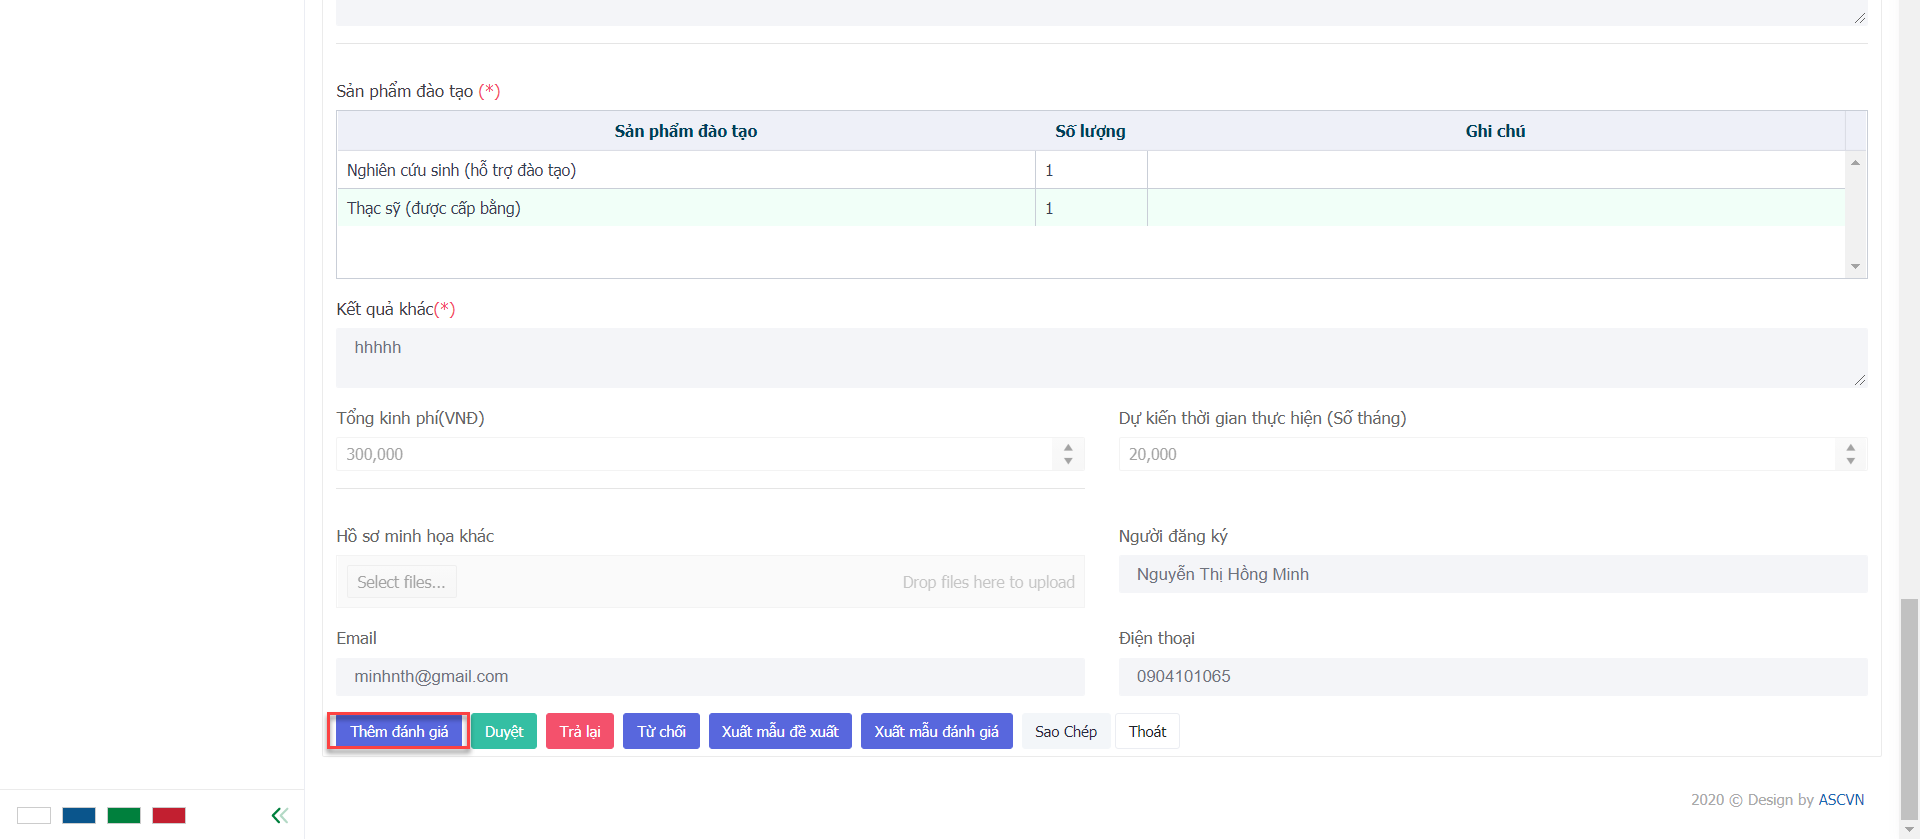 Sản phẩm đào tạo (*)
Sản phẩm đào tạo Số lượng Ghi chú
Nghiên cứu sinh (hỗ trợ đào tạo) 1
Thạc sỹ (được cấp bằng) 1
Kết quả khác(*)
hhhhh
Tổng kinh phí(VNĐ) Dự kiến thời gian thực hiện (Số tháng)
300,000 20,000
Hồ sơ minh họa khác Người đăng ký
Select files... Drop files here to upload Nguyễn Thị Hồng Minh
Email Điện thoại
minhnth@gmail.com 0904101065
Thêm đánh giá Duyệt Trả lại Từ chối Xuất mẫu đề xuất Xuất mẫu đánh giá Sao Chép Thoát
2020 © Design by ASCVN